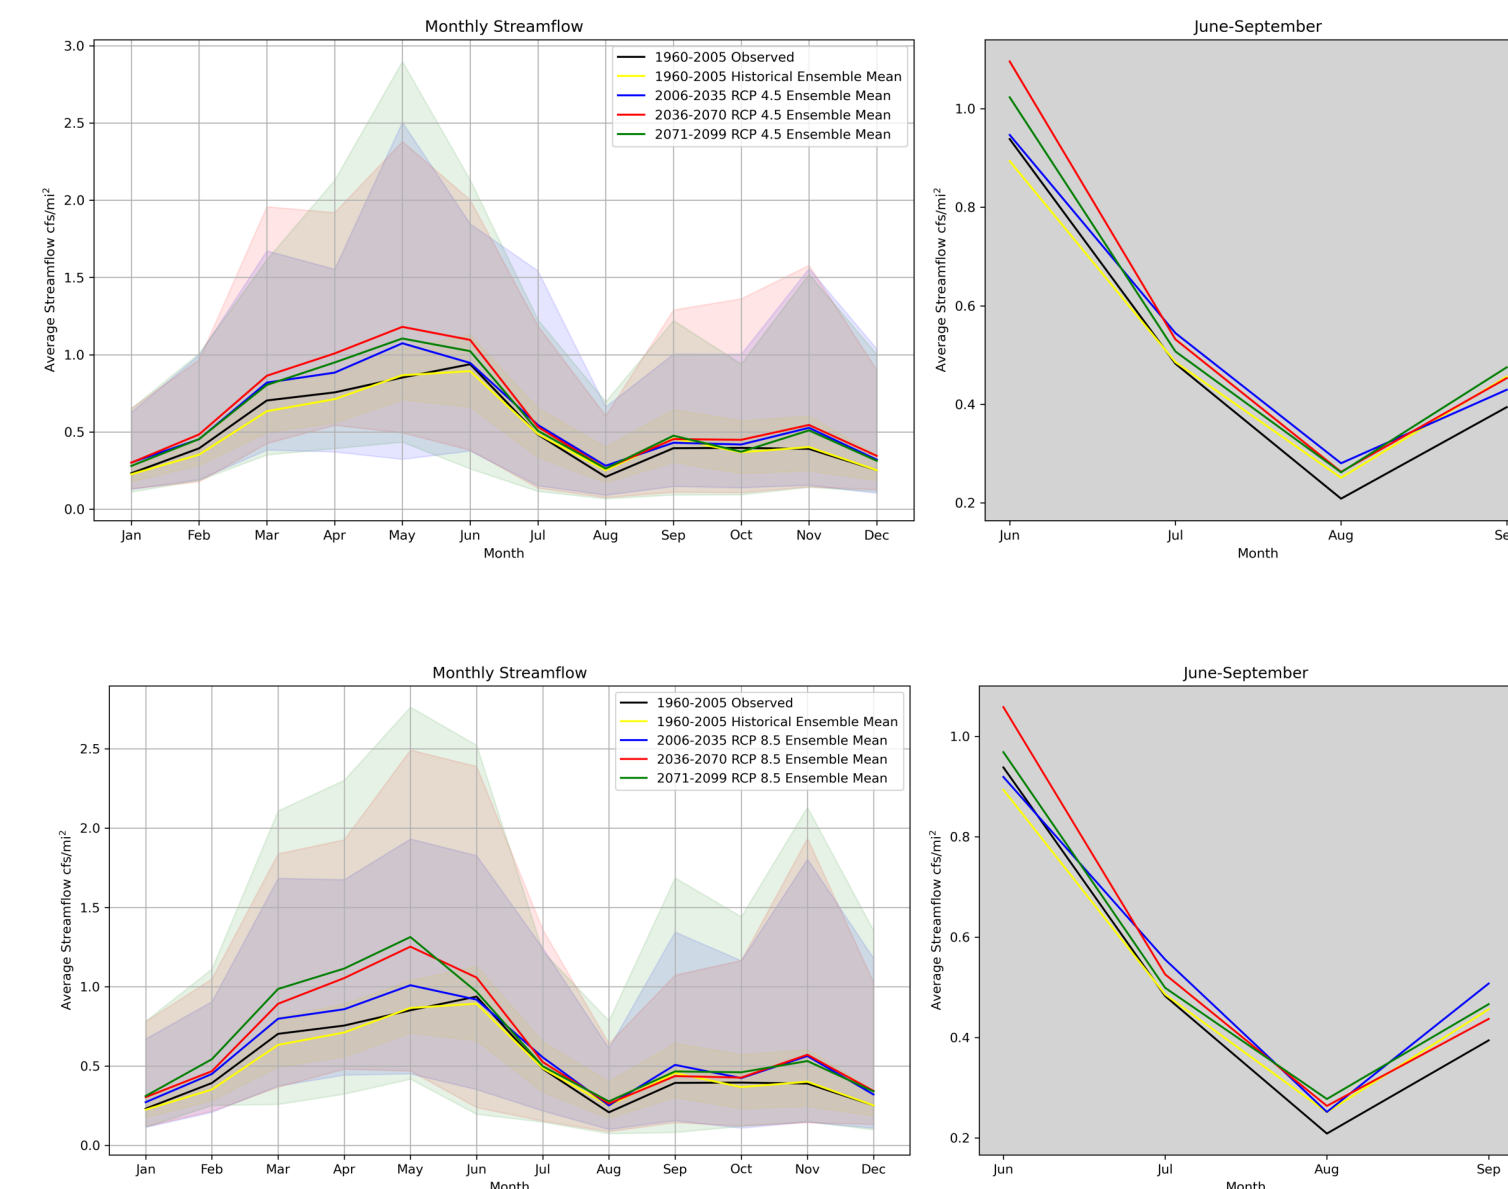 Monthly Streamflow
3.0
2.5
2.0
1.5
1.0
0.5
0.0
Average Streamflow cfs/mi²
1960-2005 Observed
1960-2005 Historical Ensemble Mean
2006-2035 RCP 4.5 Ensemble Mean
2036-2070 RCP 4.5 Ensemble Mean
2071-2099 RCP 4.5 Ensemble Mean
Jan Feb Mar Apr May Jun Jul Aug Sep Oct Nov Dec
Month
June-September
1.0
0.8
0.6
0.4
0.2
Average Streamflow cfs/mi²
Jun Jul Aug Se
Month
Monthly Streamflow
2.5
2.0
1.5
1.0
0.5
0.0
Average Streamflow cfs/mi²
1960-2005 Observed
1960-2005 Historical Ensemble Mean
2006-2035 RCP 8.5 Ensemble Mean
2036-2070 RCP 8.5 Ensemble Mean
2071-2099 RCP 8.5 Ensemble Mean
Jan Feb Mar Apr May Jun Jul Aug Sep Oct Nov Dec
Month
June-September
1.0
0.8
0.6
0.4
0.2
Average Streamflow cfs/mi²
Jun Jul Aug Sep
Month